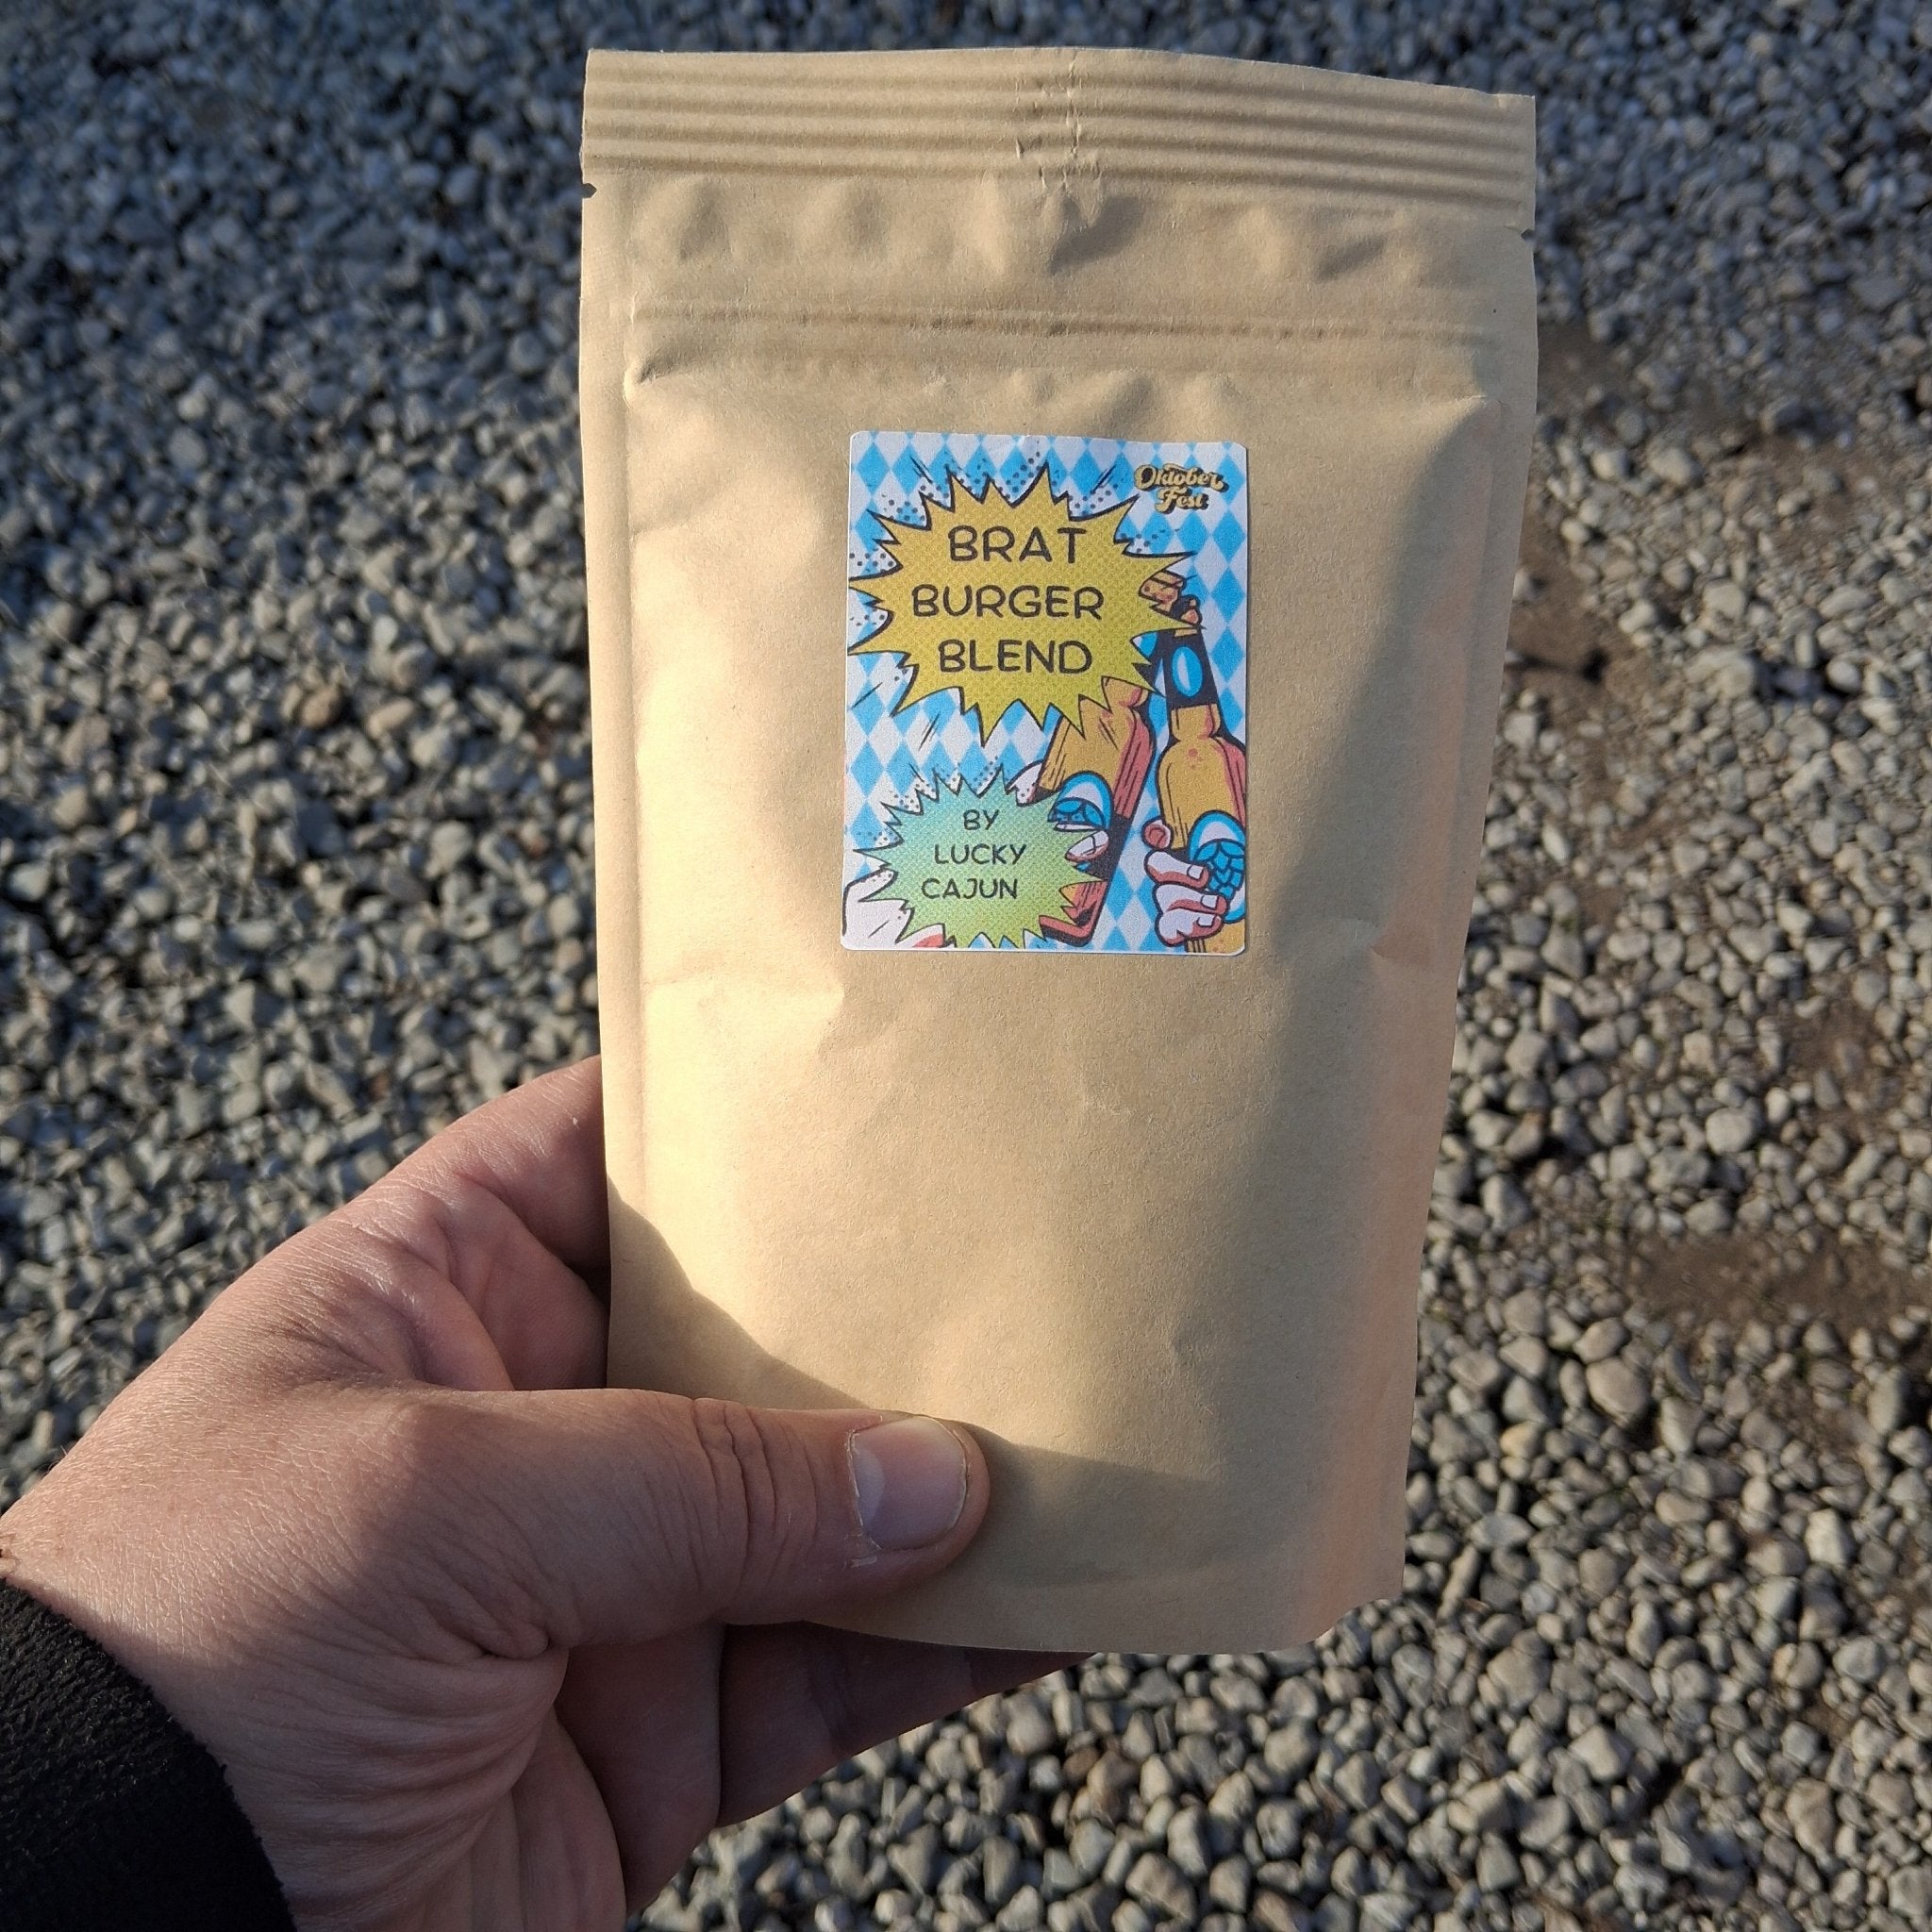 Oktober
Fest
BRAT
BURGER
BLEND
BY
LUCKY
CAJUN